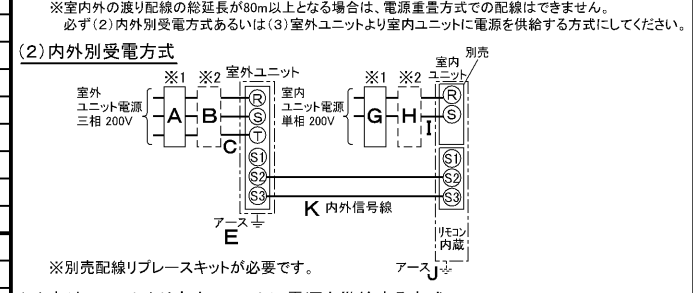 ※室内外の渡り配線の総延長が80m以上となる場合は、電源重畳方式での配線はできません。
必ず(2)内外別受電方式あるいは(3)室外ユニットより室内ユニットに電源を供給する方式にしてください。
(2)内外別受電方式
※1 ※2 室外ユニット
室外
ユニット電源
三相 200V
A B C
R
S
T
S1
S2
S3
アース
E
※1 ※2
室内
ユニット電源
単相 200V
G H I
室内
ユニット
別売
R
S
S1
S2
S3
K 内外信号線
リモコン
内蔵
アース J
※別売配線リプレースキットが必要です。